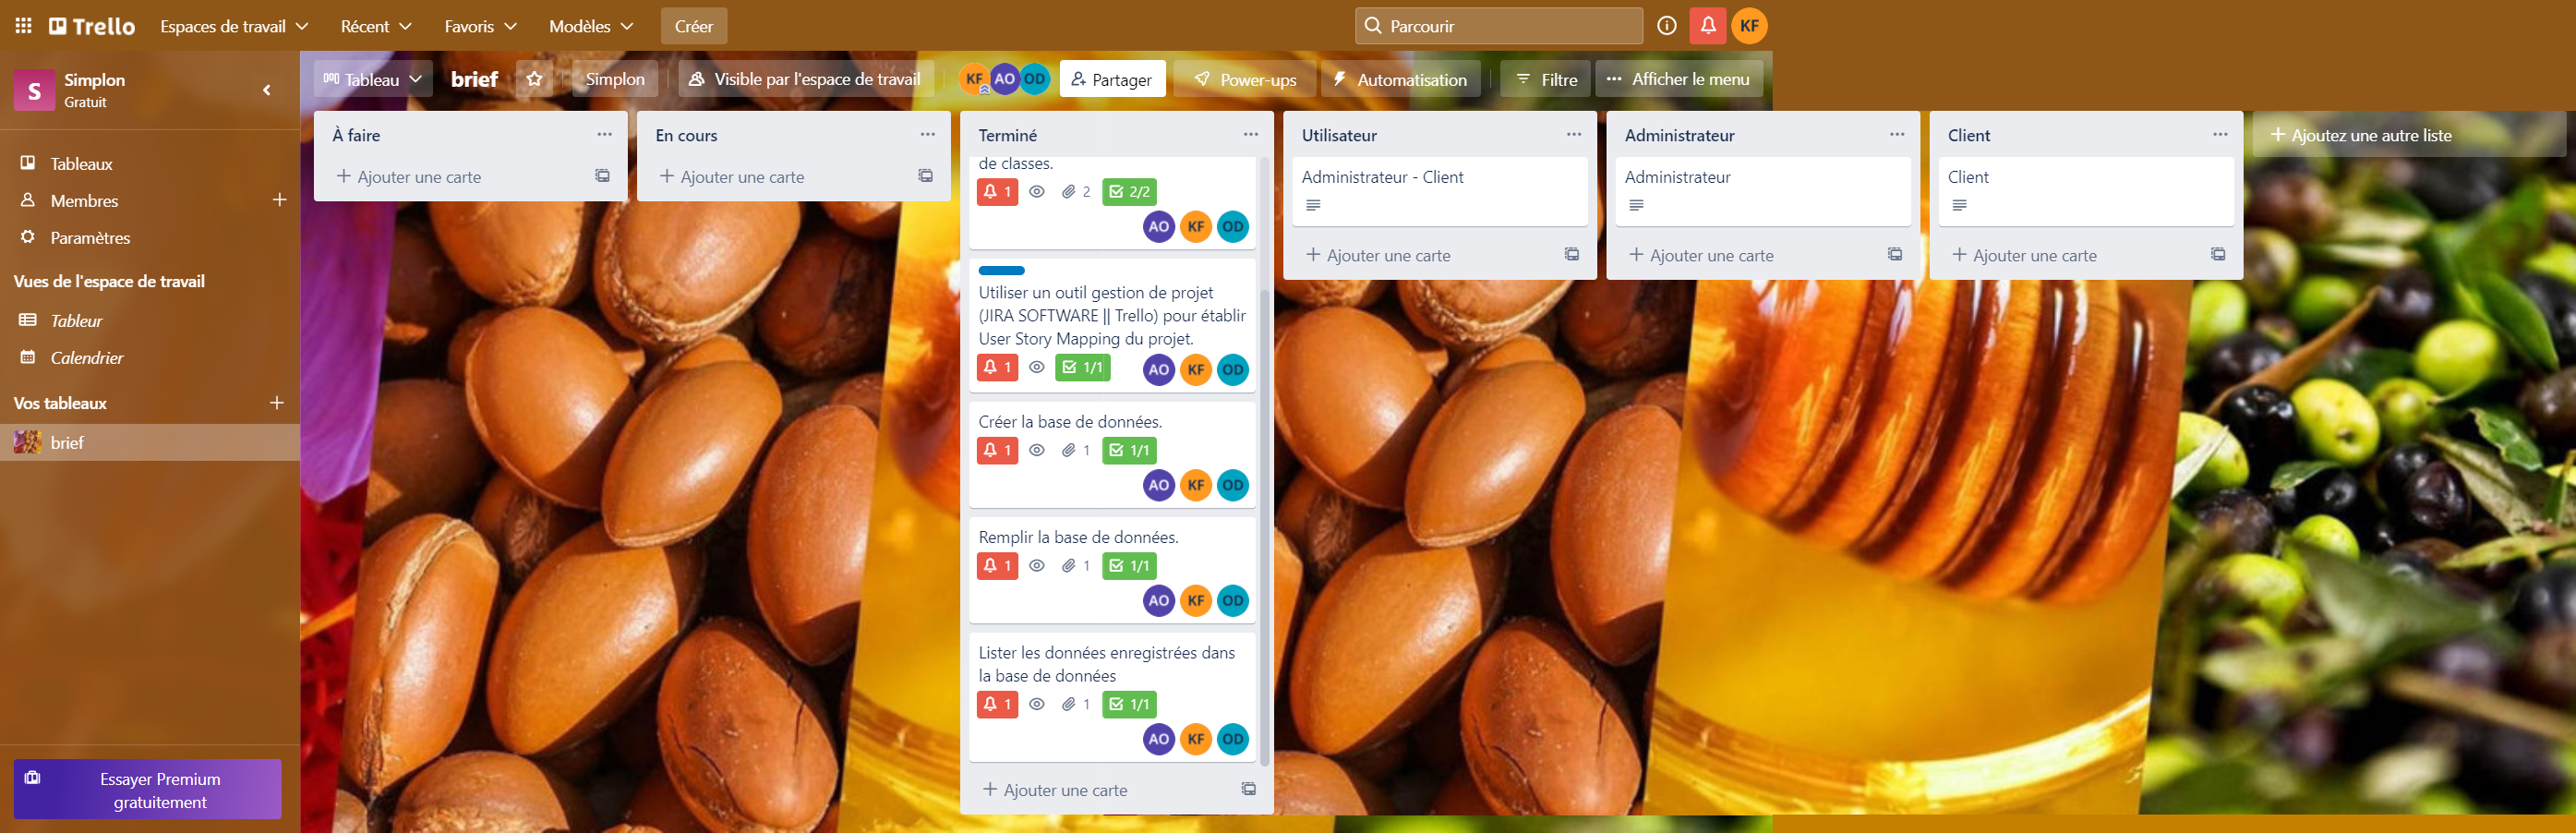 Trello
Espaces de travail
Récent
Favoris
Modèles
Créer
Parcourir
KF
S
Simplon
Gratuit
Tableaux
Membres
Paramètres
Vues de l'espace de travail
Tableur
Calendrier
Vos tableaux
brief
Essayer Premium
gratuitement
Tableau
brief
Simplon
Visible par l'espace de travail
KF AO OD
Partager
Power-ups
Automatisation
Filtre
Afficher le menu
À faire
Ajouter une carte
En cours
Ajouter une carte
Terminé
de classes.
1 2 2/2
AO KF OD
Utiliser un outil gestion de projet
(JIRA SOFTWARE || Trello) pour établir
User Story Mapping du projet.
1 1/1 AO KF OD
Créer la base de données.
1 1 1/1
AO KF OD
Remplir la base de données.
1 1 1/1
AO KF OD
Lister les données enregistrées dans
la base de données
1 1 1/1
AO KF OD
Ajouter une carte
Utilisateur
Administrateur - Client
Ajouter une carte
Administrateur
Administrateur
Ajouter une carte
Client
Client
Ajouter une carte
Ajoutez une autre liste